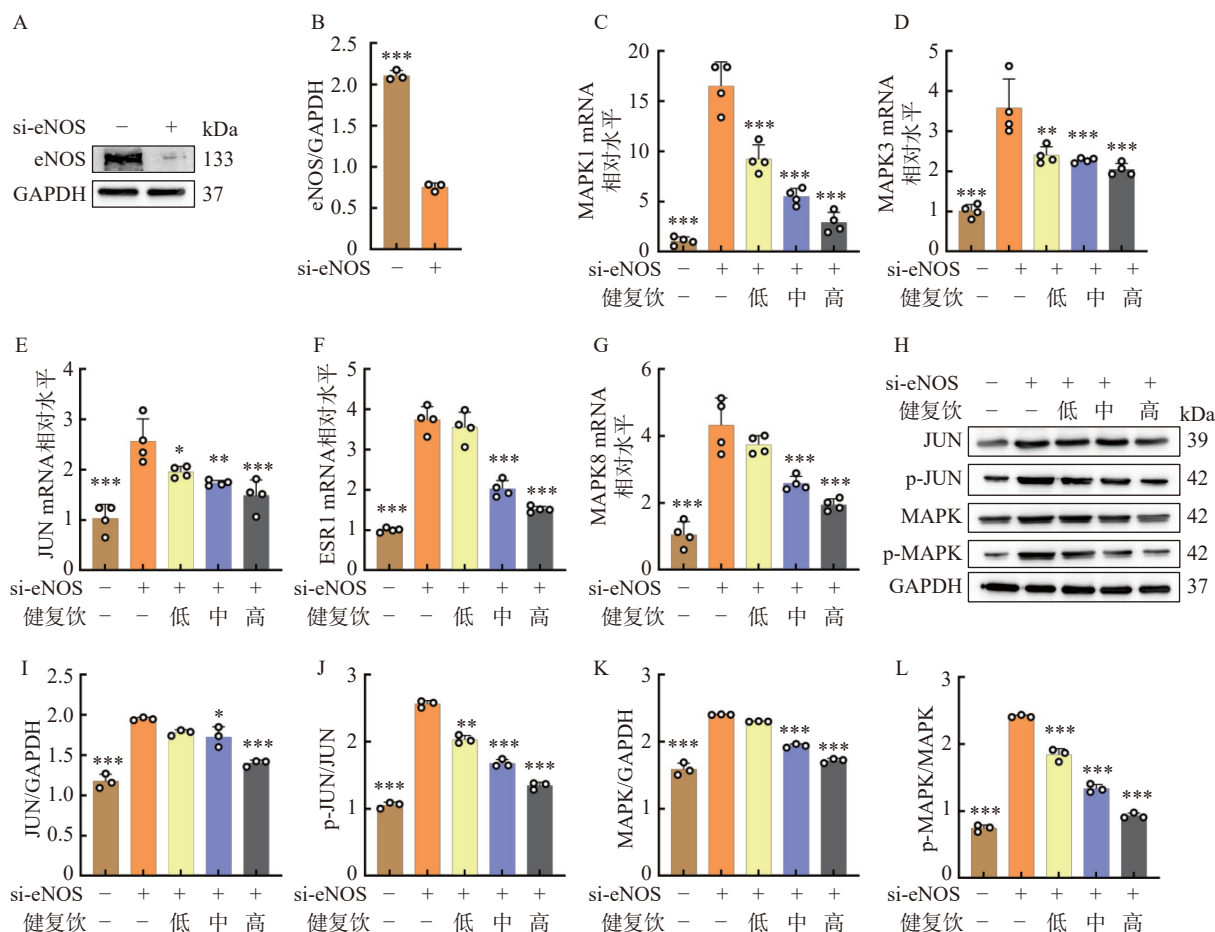 A
si-eNOS − + kDa
eNOS 133
GAPDH 37
B
***
eNOS/GAPDH
2.5
2.0
1.5
1.0
0.5
0
si-eNOS − +
C
MAPK1 mRNA
相对水平
20
15
10
5
0
*** *** *** ***
si-eNOS − + + + +
健复饮 − − 低 中 高
D
MAPK3 mRNA
相对水平
5
4
3
2
1
0
*** ** *** ***
si-eNOS − + + + +
健复饮 − − 低 中 高
E
JUN mRNA相对水平
4
3
2
1
0
*** * ** ***
si-eNOS − + + + +
健复饮 − − 低 中 高
F
ESR1 mRNA相对水平
5
4
3
2
1
0
*** *** ***
si-eNOS − + + + +
健复饮 − − 低 中 高
G
MAPK8 mRNA
相对水平
6
4
2
0
*** *** ***
si-eNOS − + + + +
健复饮 − − 低 中 高
H
si-eNOS − + + + +
健复饮 − − 低 中 高 kDa
JUN 39
p-JUN 42
MAPK 42
p-MAPK 42
GAPDH 37
I
JUN/GAPDH
2.5
2.0
1.5
1.0
0.5
0
*** * ***
si-eNOS − + + + +
健复饮 − − 低 中 高
J
p-JUN/JUN
3
2
1
0
*** ** *** ***
si-eNOS − + + + +
健复饮 − − 低 中 高
K
MAPK/GAPDH
3
2
1
0
*** *** ***
si-eNOS − + + + +
健复饮 − − 低 中 高
L
p-MAPK/MAPK
3
2
1
0
*** *** *** ***
si-eNOS − + + + +
健复饮 − − 低 中 高